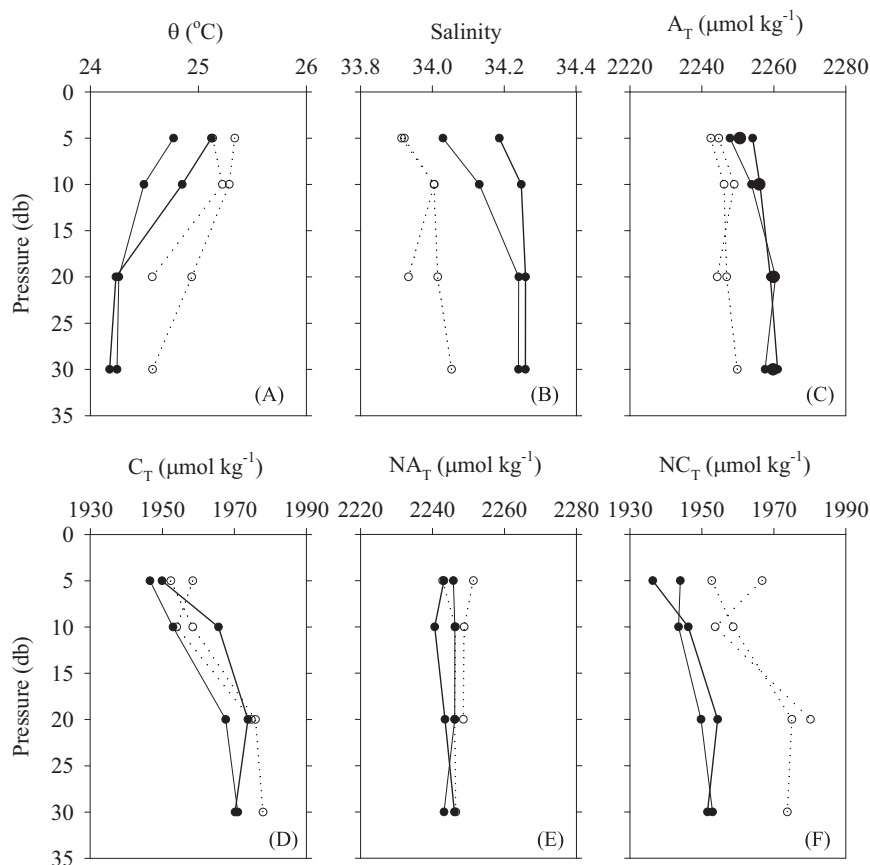 θ (°C)
Salinity
A_T (μmol kg⁻¹)
24 25 26
33.8 34.0 34.2 34.4
2220 2240 2260 2280
0
5
10
15
20
25
30
35
Pressure (db)
(A)
(B)
(C)
C_T (μmol kg⁻¹)
NA_T (μmol kg⁻¹)
NC_T (μmol kg⁻¹)
1930 1950 1970 1990
2220 2240 2260 2280
1930 1950 1970 1990
0
5
10
15
20
25
30
35
Pressure (db)
(D)
(E)
(F)